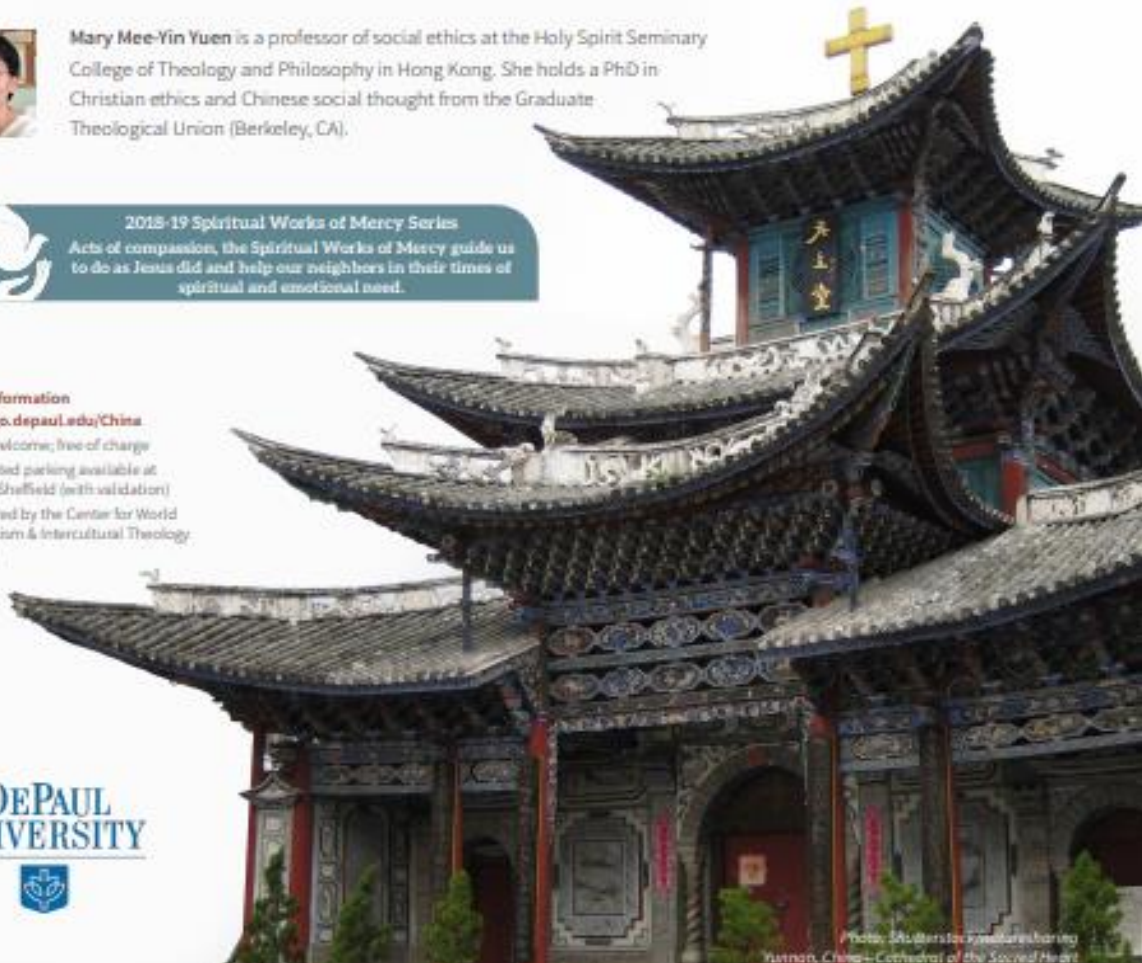 Mary Mee-Yin Yuen is a professor of social ethics at the Holy Spirit Seminary
College of Theology and Philosophy in Hong Kong. She holds a PhD in
Christian ethics and Chinese social thought from the Graduate
Theological Union (Berkeley, CA).
2018-19 Spiritual Works of Mercy Series
Acts of compassion, the Spiritual Works of Mercy guide us
to do as Jesus did and help our neighbors in their times of
spiritual and emotional need.
formation
o.depaul.edu/China
elcome; free of charge
ted parking available at
Sheffield (with validation)
ed by the Center for World
ism & Intercultural Theology
天主堂
DEPAUL
IVERSITY
Photo: Shutterstock/
Yunnan, China—Cathedral of the Sacred Heart